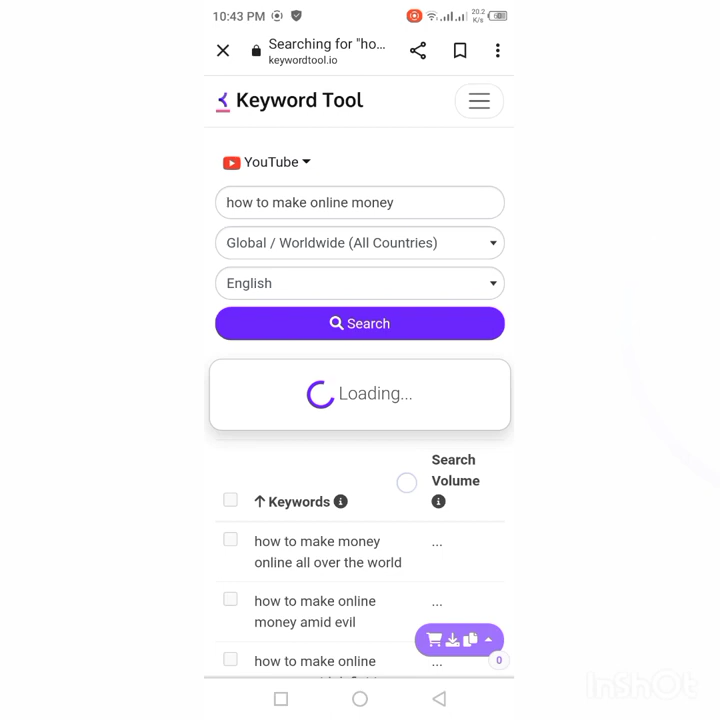 10:43 PM
20.2
K/s
Searching for "ho...
keywordtool.io
Keyword Tool
YouTube
how to make online money
Global / Worldwide (All Countries)
English
Search
Loading...
Search
Volume
Keywords
how to make money
online all over the world
...
how to make online
money amid evil
...
how to make online
...
0
InShOt